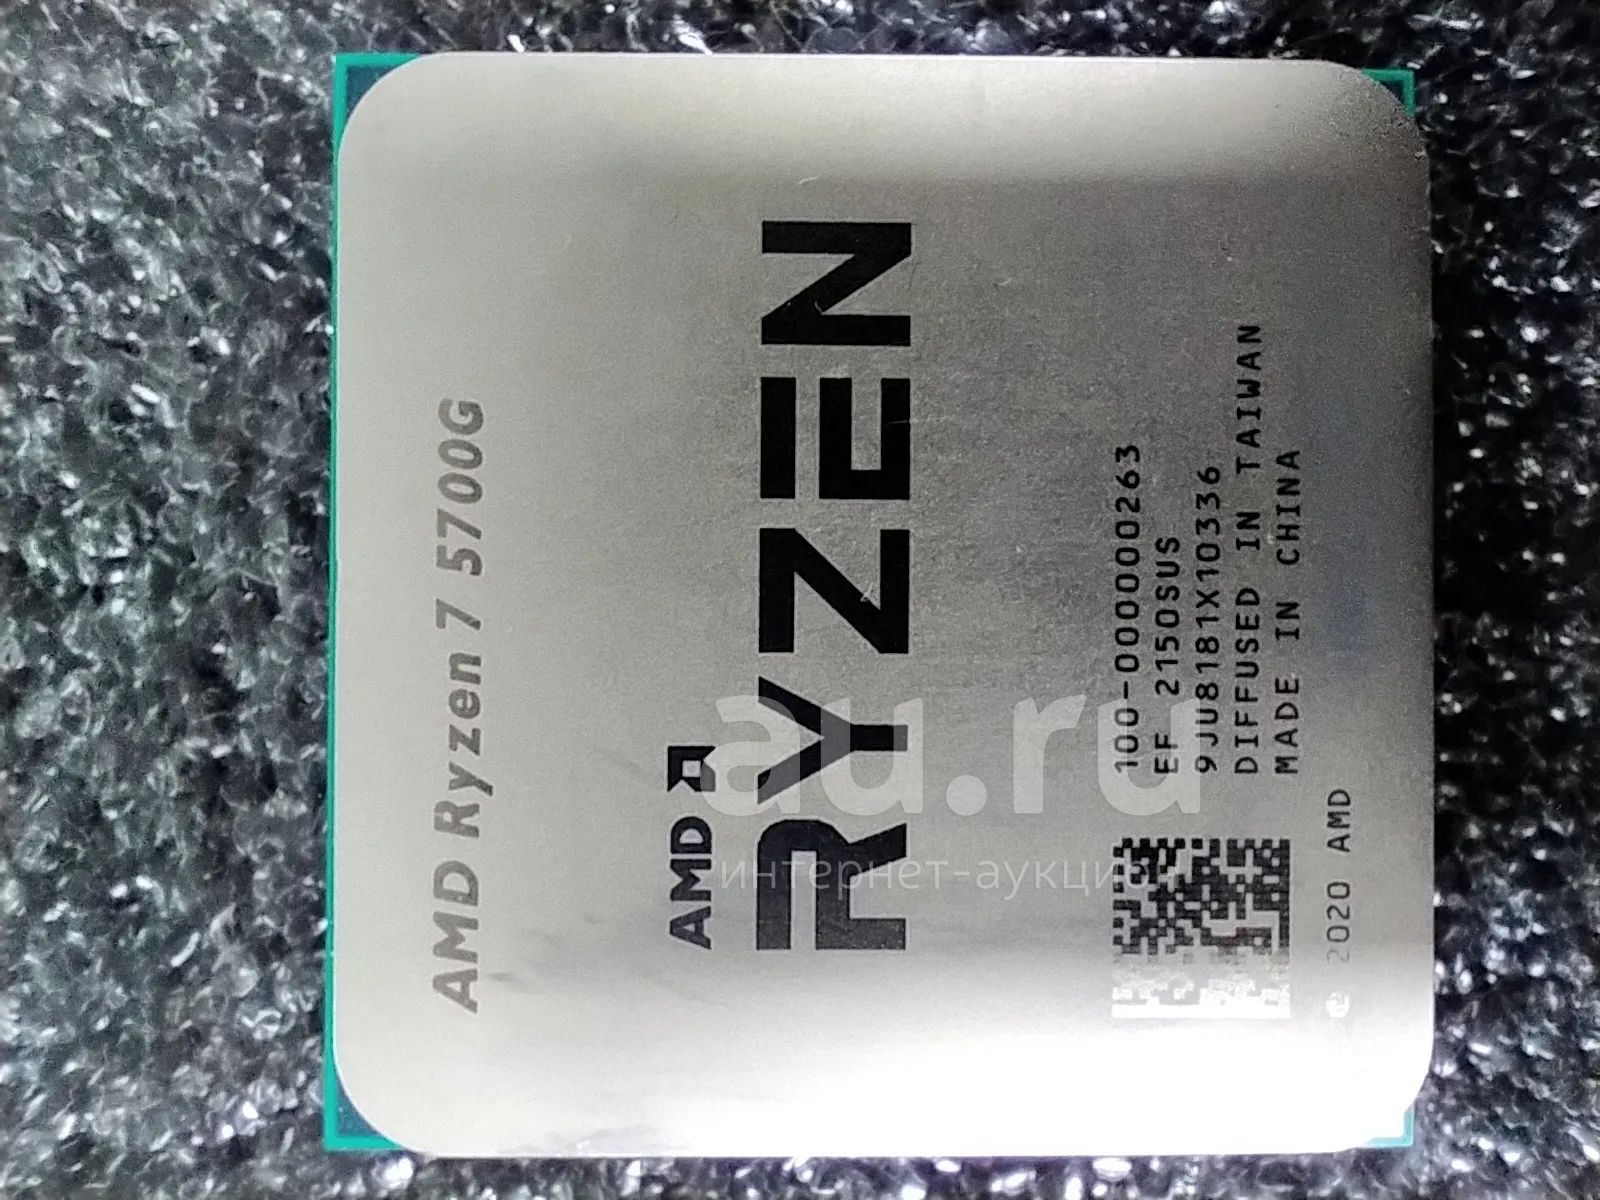 AMD Ryzen 7 5700G
AMD
RYZEN
100-000000263
EF 2150SUS
9JU8181X10336
DIFFUSED IN TAIWAN
MADE IN CHINA
© 2020 AMD
au.ru
интернет-аукцион